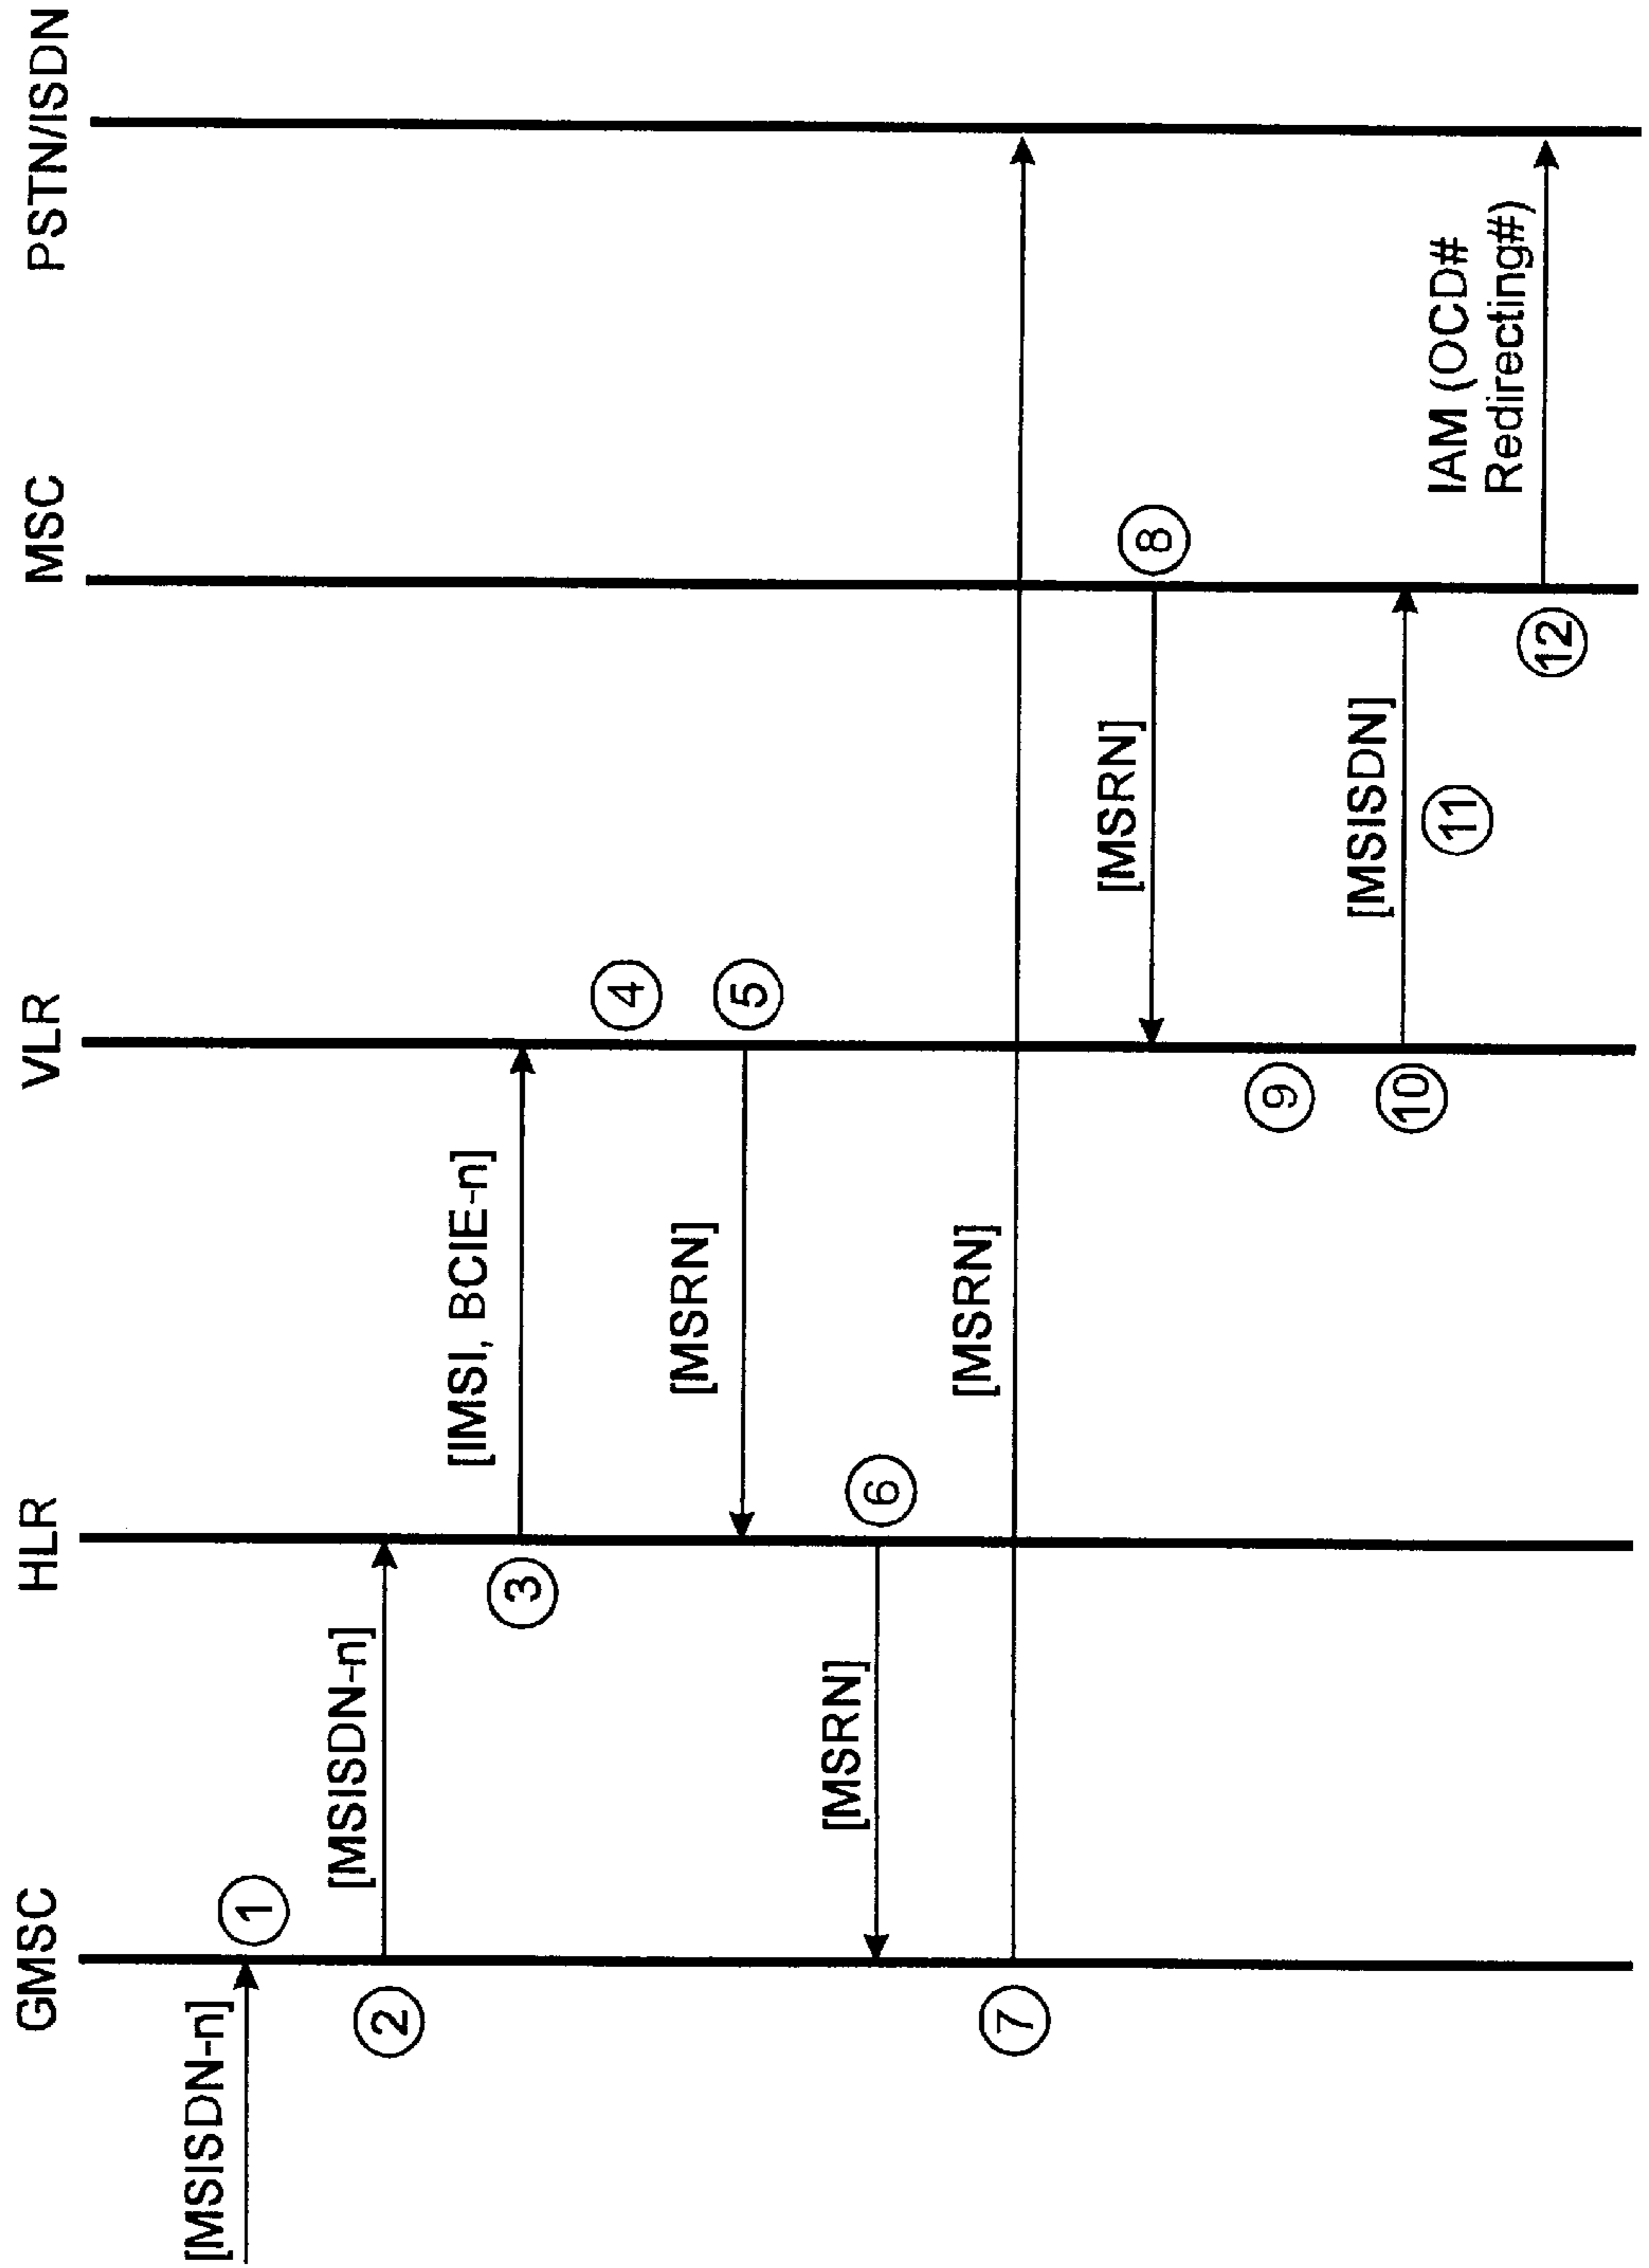 GMSC
HLR
VLR
MSC
PSTN/ISDN
[MSISDN-n]
1
2
[MSISDN-n]
3
[IMSI, BCIE-n]
4
5
[MSRN]
6
[MSRN]
7
[MSRN]
8
[MSRN]
9
10
[MSISDN]
11
12
IAM (OCD#
Redirecting#)